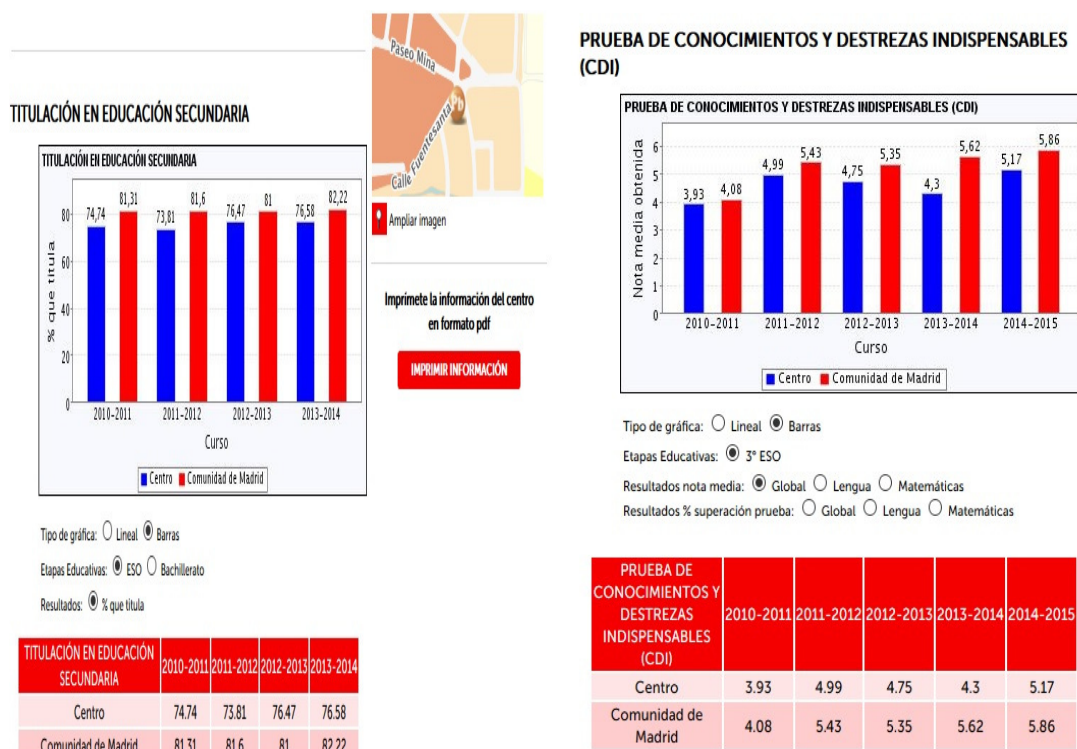 TITULACIÓN EN EDUCACIÓN SECUNDARIA
TITULACIÓN EN EDUCACIÓN SECUNDARIA
% que titula
80
60
40
20
0
74,74 81,31 73,81 81,6 76,47 81 76,58 82,22
2010-2011 2011-2012 2012-2013 2013-2014
Curso
Centro Comunidad de Madrid
Tipo de gráfica: Lineal Barras
Etapas Educativas: ESO Bachillerato
Resultados: % que titula
TITULACIÓN EN EDUCACIÓN SECUNDARIA 2010-2011 2011-2012 2012-2013 2013-2014
Centro 74.74 73.81 76.47 76.58
Comunidad de Madrid 81.31 81.6 81 82.22
Paseo Mina
Calle Fuentesanta
Ampliar imagen
Imprimete la información del centro
en formato pdf
IMPRIMIR INFORMACIÓN
PRUEBA DE CONOCIMIENTOS Y DESTREZAS INDISPENSABLES
(CDI)
PRUEBA DE CONOCIMIENTOS Y DESTREZAS INDISPENSABLES (CDI)
Nota media obtenida
6
5
4
3
2
1
0
3,93 4,08 4,99 5,43 4,75 5,35 4,3 5,62 5,17 5,86
2010-2011 2011-2012 2012-2013 2013-2014 2014-2015
Curso
Centro Comunidad de Madrid
Tipo de gráfica: Lineal Barras
Etapas Educativas: 3º ESO
Resultados nota media: Global Lengua Matemáticas
Resultados % superación prueba: Global Lengua Matemáticas
PRUEBA DE
CONOCIMIENTOS Y
DESTREZAS
INDISPENSABLES
(CDI)
2010-2011 2011-2012 2012-2013 2013-2014 2014-2015
Centro 3.93 4.99 4.75 4.3 5.17
Comunidad de
Madrid
4.08 5.43 5.35 5.62 5.86